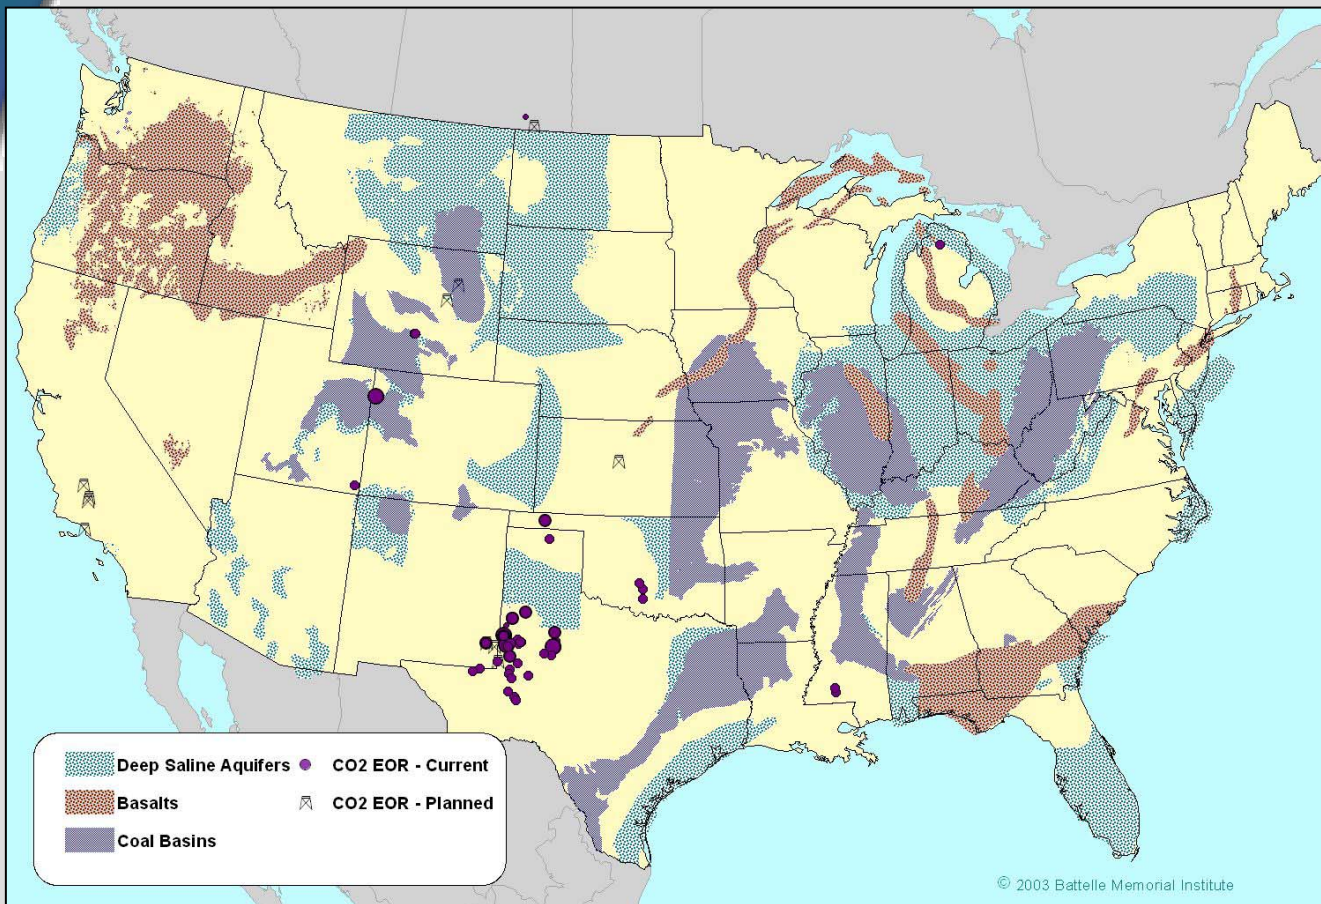 Deep Saline Aquifers
CO2 EOR - Current
Basalts
CO2 EOR - Planned
Coal Basins
© 2003 Battelle Memorial Institute